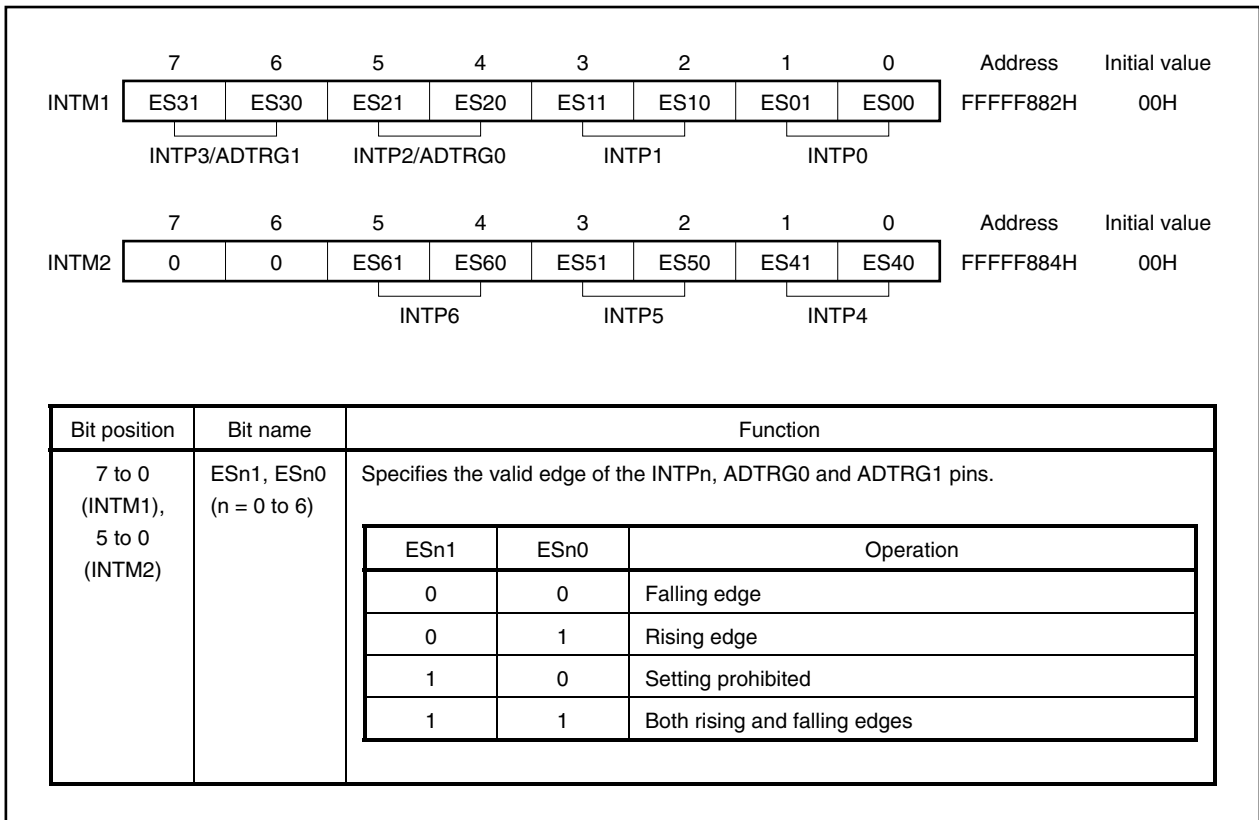 7 6 5 4 3 2 1 0 Address Initial value
INTM1 ES31 ES30 ES21 ES20 ES11 ES10 ES01 ES00 FFFFF882H 00H
INTP3/ADTRG1 INTP2/ADTRG0 INTP1 INTP0
7 6 5 4 3 2 1 0 Address Initial value
INTM2 0 0 ES61 ES60 ES51 ES50 ES41 ES40 FFFFF884H 00H
INTP6 INTP5 INTP4
Bit position Bit name Function
7 to 0 ESn1, ESn0 Specifies the valid edge of the INTPn, ADTRG0 and ADTRG1 pins.
(INTM1), (n = 0 to 6)
5 to 0
(INTM2)
ESn1 ESn0 Operation
0 0 Falling edge
0 1 Rising edge
1 0 Setting prohibited
1 1 Both rising and falling edges